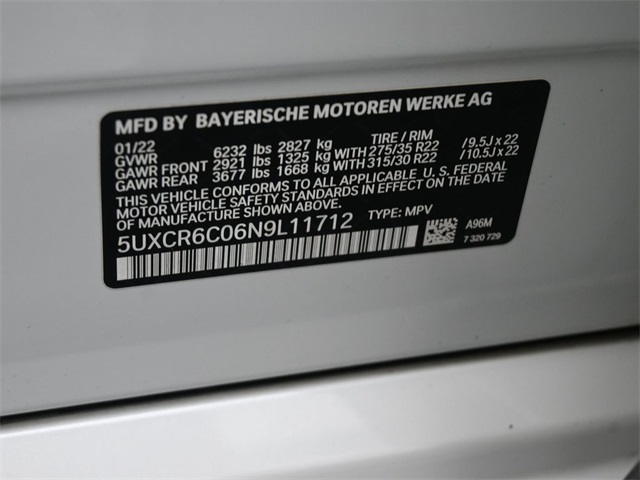 MFD BY BAYERISCHE MOTOREN WERKE AG
01/22 TIRE / RIM
GVWR 6232 lbs 2827 kg
GAWR FRONT 2921 lbs 1325 kg WITH 275/35 R22 /9.5J x 22
GAWR REAR 3677 lbs 1668 kg WITH 315/30 R22 /10.5J x 22
THIS VEHICLE CONFORMS TO ALL APPLICABLE U. S. FEDERAL
MOTOR VEHICLE SAFETY STANDARDS IN EFFECT ON THE DATE
OF MANUFACTURE SHOWN ABOVE.
5UXCR6C06N9L11712 TYPE: MPV
A96M
7 320 729